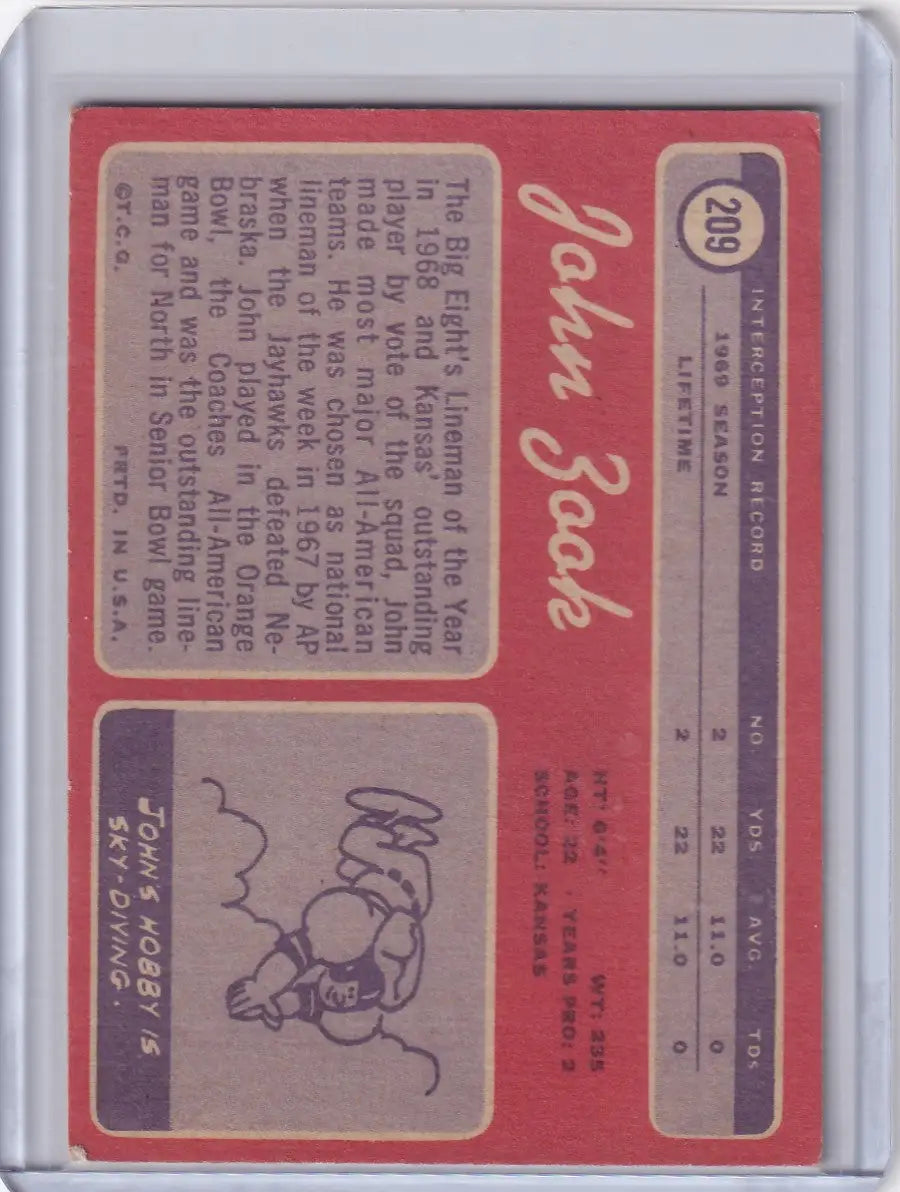 209
INTERCEPTION RECORD NO. YDS. AVG. TDS
1969 SEASON 2 22 11.0 0
LIFETIME 2 22 11.0 0
John Zook
HT: 6'4" WT: 235
AGE: 22 YEARS PRO: 2
SCHOOL: KANSAS
The Big Eight's Lineman of the Year
in 1968 and Kansas' outstanding
player by vote of the squad, John
made most major All-American
teams. He was chosen as national
lineman of the week in 1967 by AP
when the Jayhawks defeated Ne-
braska. John played in the Orange
Bowl, the Coaches All-American
game and was the outstanding line-
man for North in Senior Bowl game.
©T.C.G. PRTD. IN U.S.A.
JOHN'S HOBBY IS
SKY-DIVING.